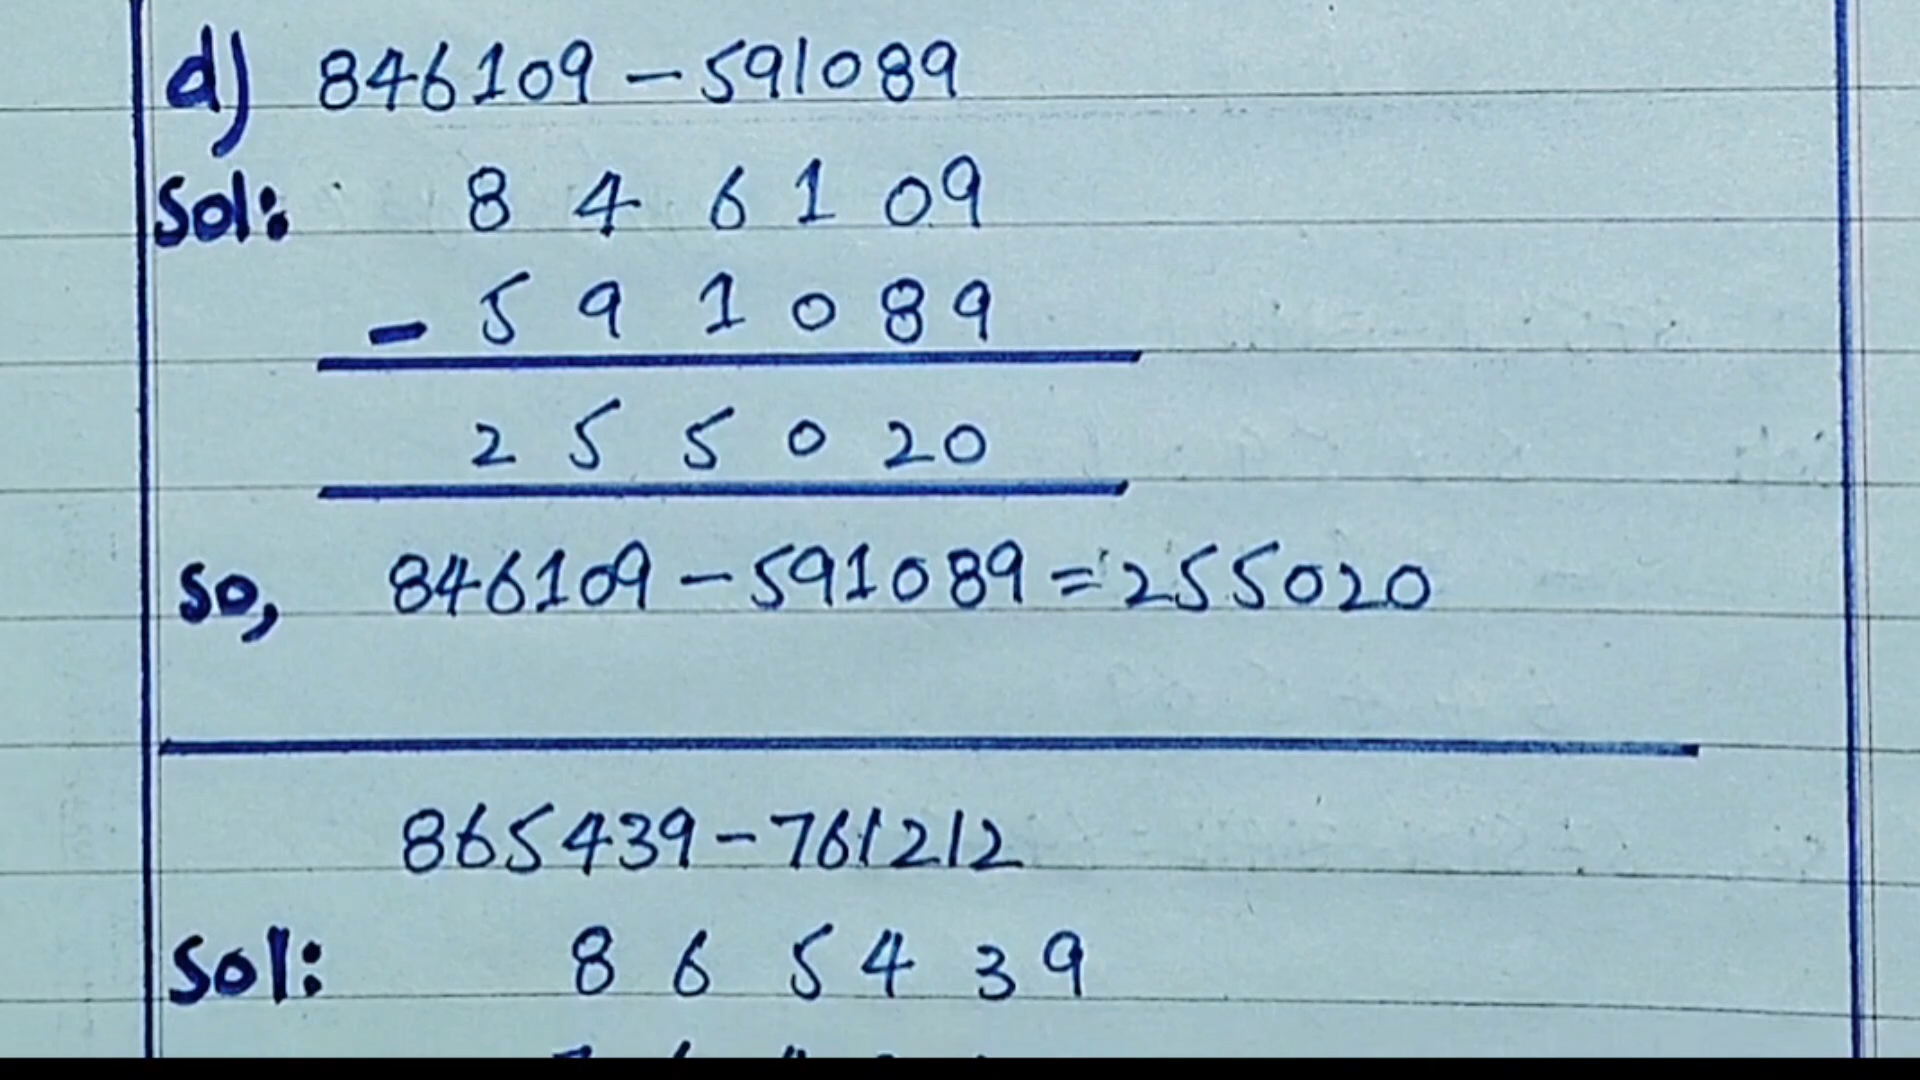 d) 846109 - 591089
Sol: 8 4 6 1 0 9
- 5 9 1 0 8 9
2 5 5 0 2 0
So, 846109 - 591089 = 255020
865439 - 761212
Sol: 8 6 5 4 3 9